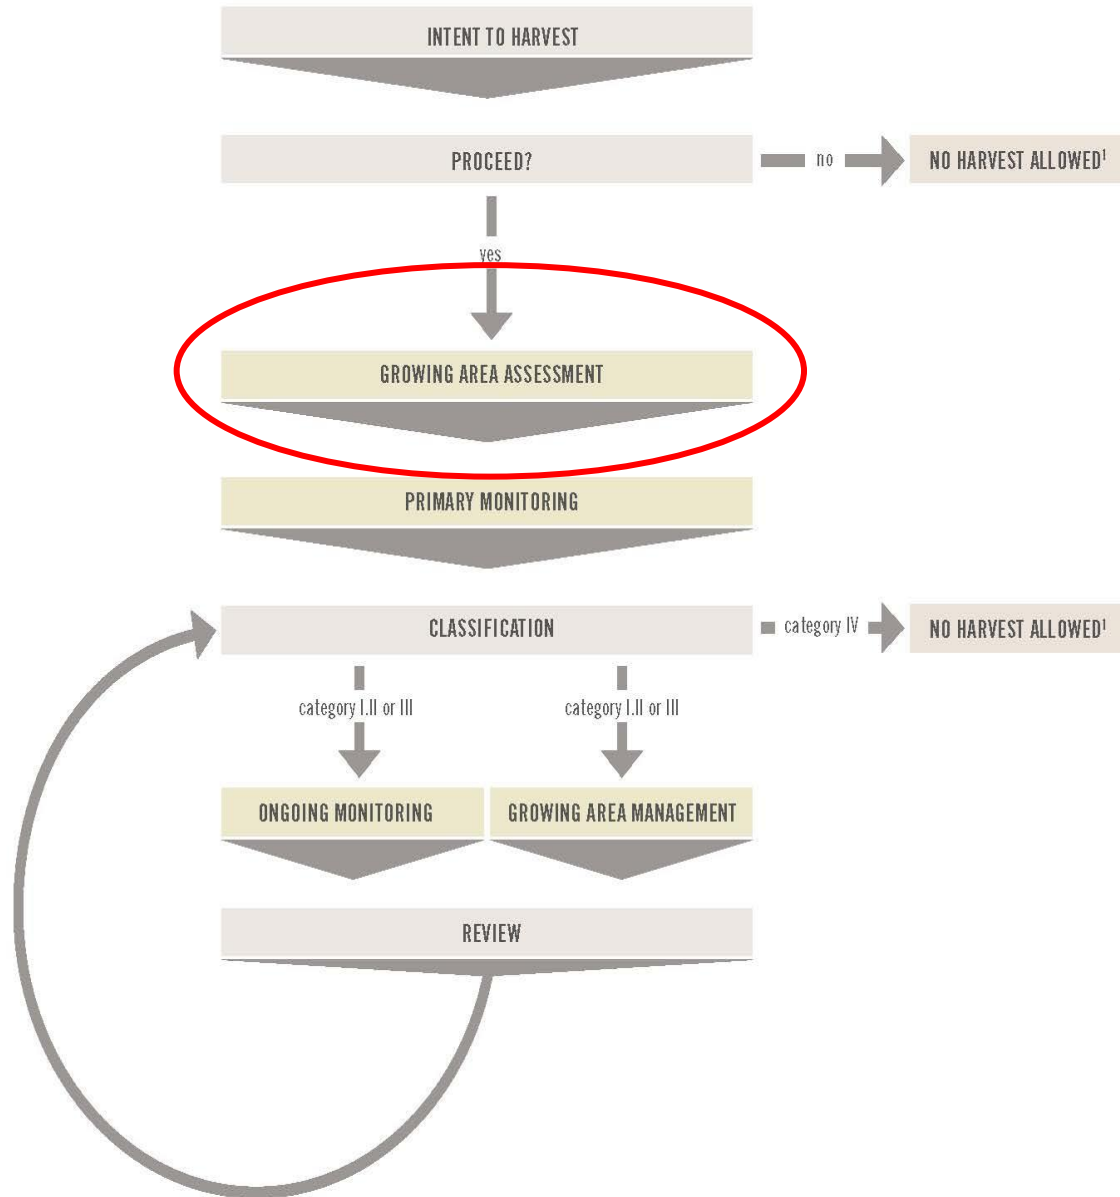 INTENT TO HARVEST
PROCEED?
no
NO HARVEST ALLOWED¹
yes
GROWING AREA ASSESSMENT
PRIMARY MONITORING
CLASSIFICATION
category IV
NO HARVEST ALLOWED¹
category I.II or III
category I.II or III
ONGOING MONITORING
GROWING AREA MANAGEMENT
REVIEW